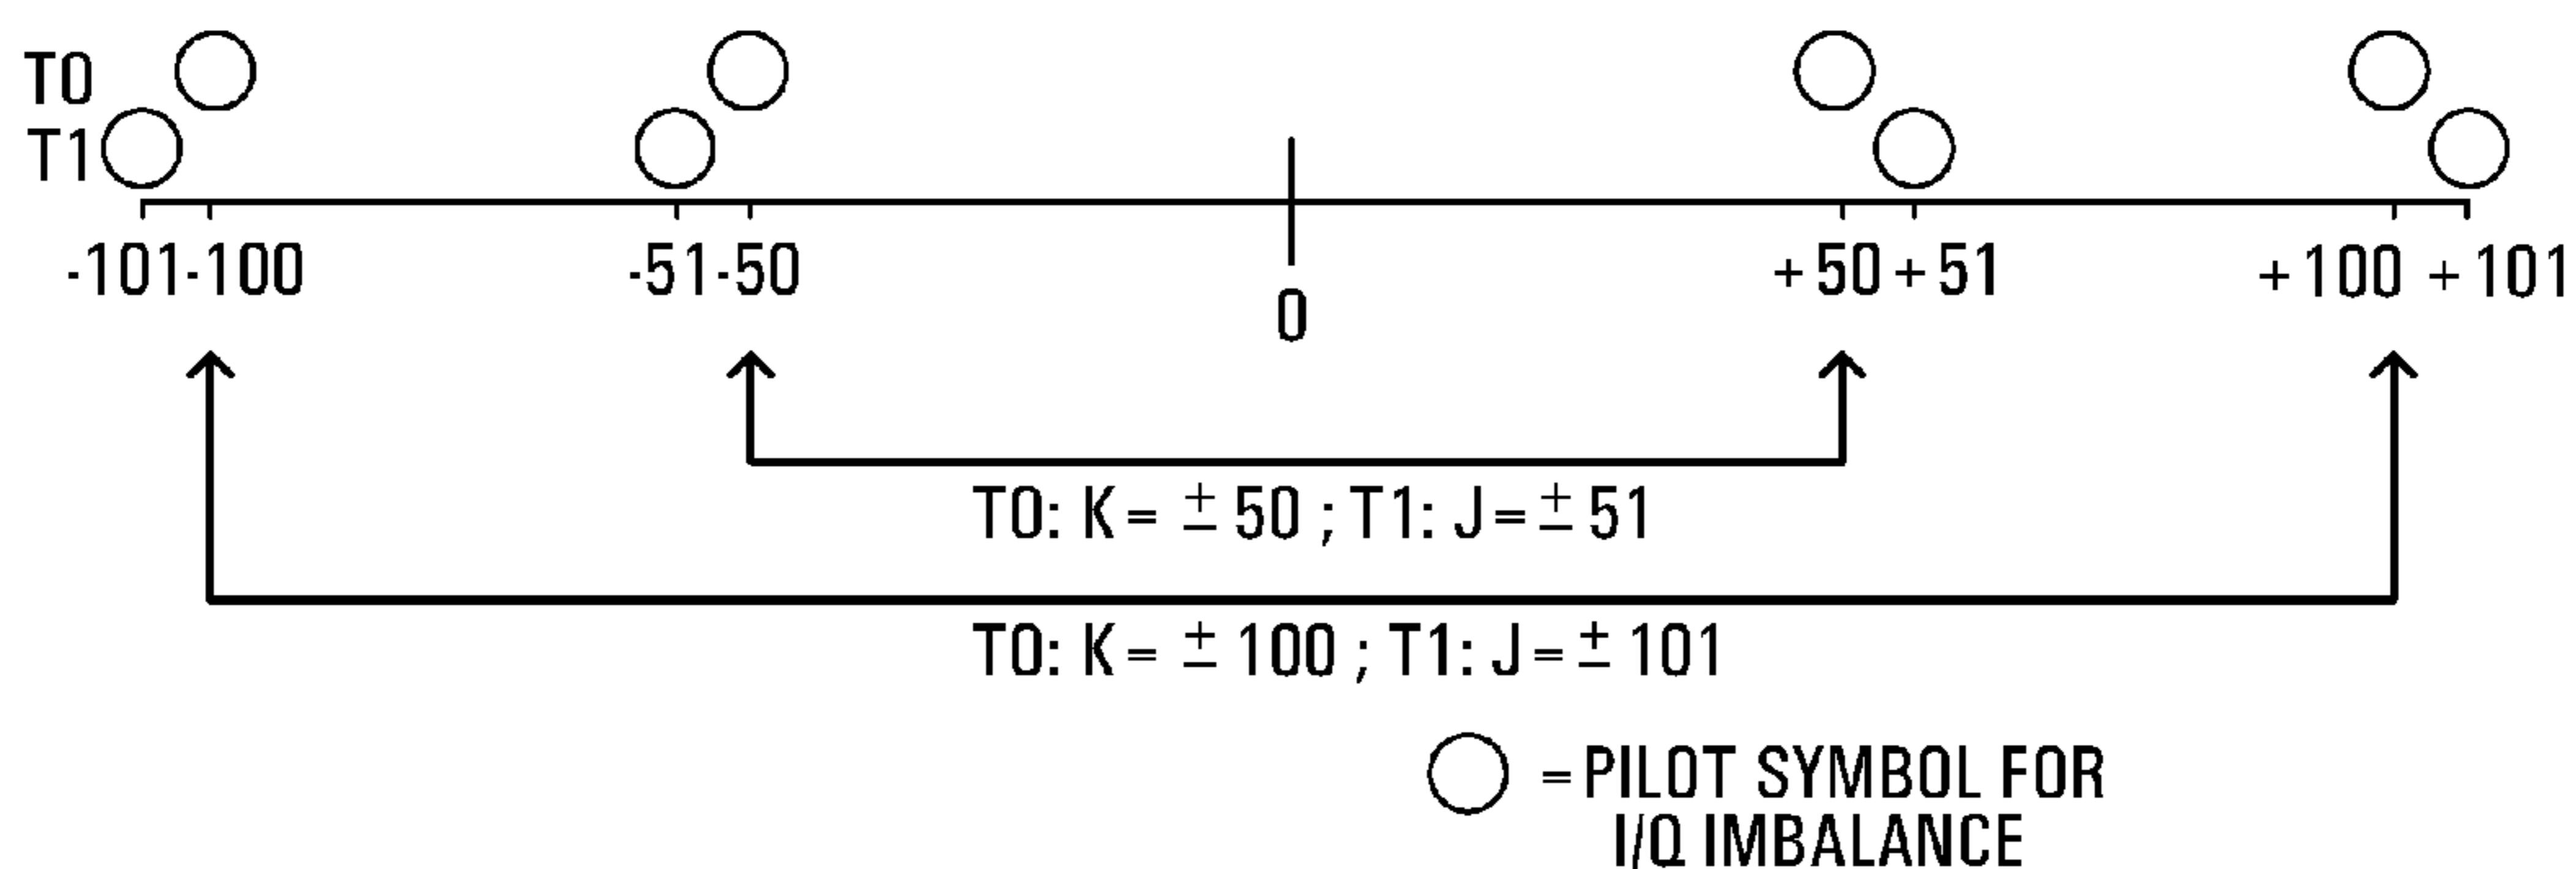 T0
T1
-101 -100 -51 -50 +50 +51 +100 +101
0
T0: K = ± 50 ; T1: J = ± 51
T0: K = ± 100 ; T1: J = ± 101
= PILOT SYMBOL FOR
I/Q IMBALANCE